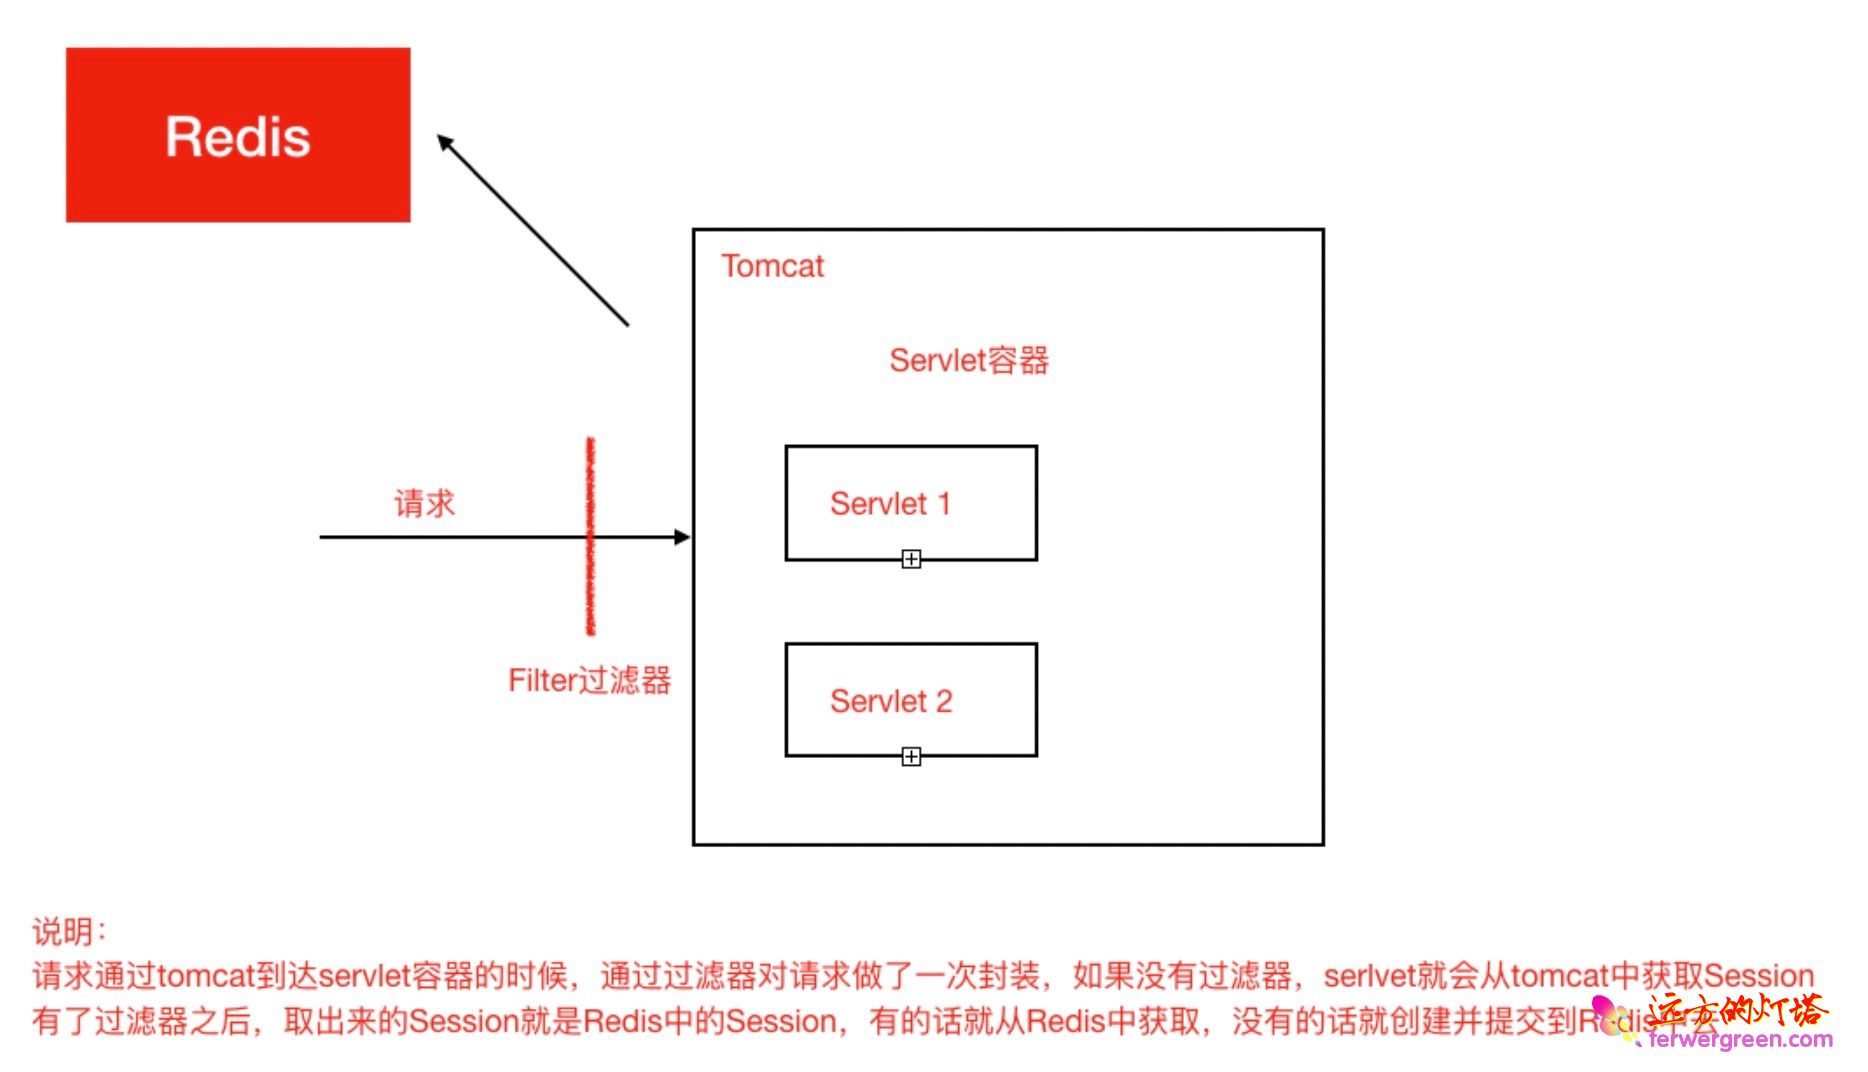 Redis
Tomcat
Servlet容器
Servlet 1
请求
Filter过滤器
Servlet 2
说明：
请求通过tomcat到达servlet容器的时候，通过过滤器对请求做了一次封装，如果没有过滤器，serlvet就会从tomcat中获取Session
有了过滤器之后，取出来的Session就是Redis中的Session，有的话就从Redis中获取，没有的话就创建并提交到Redis中去
远方的灯塔
ferwergreen.com